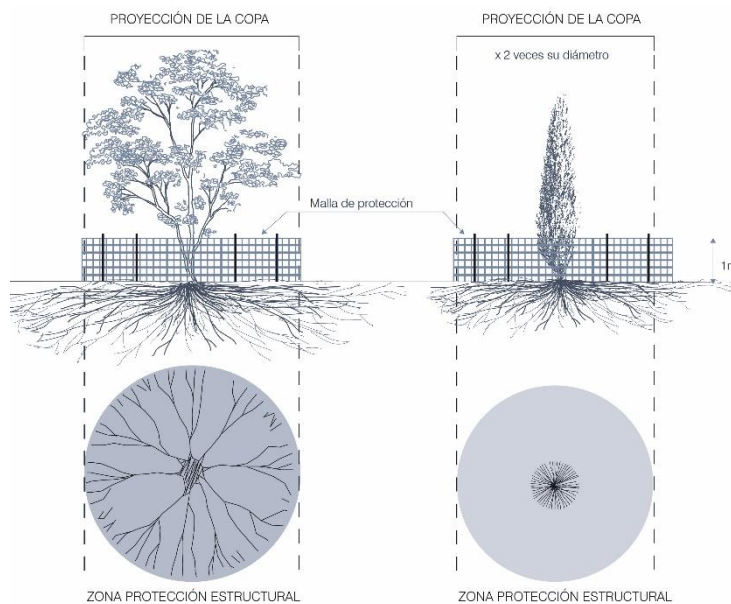 PROYECCIÓN DE LA COPA
PROYECCIÓN DE LA COPA
x 2 veces su diámetro
Malla de protección
1m
ZONA PROTECCIÓN ESTRUCTURAL
ZONA PROTECCIÓN ESTRUCTURAL